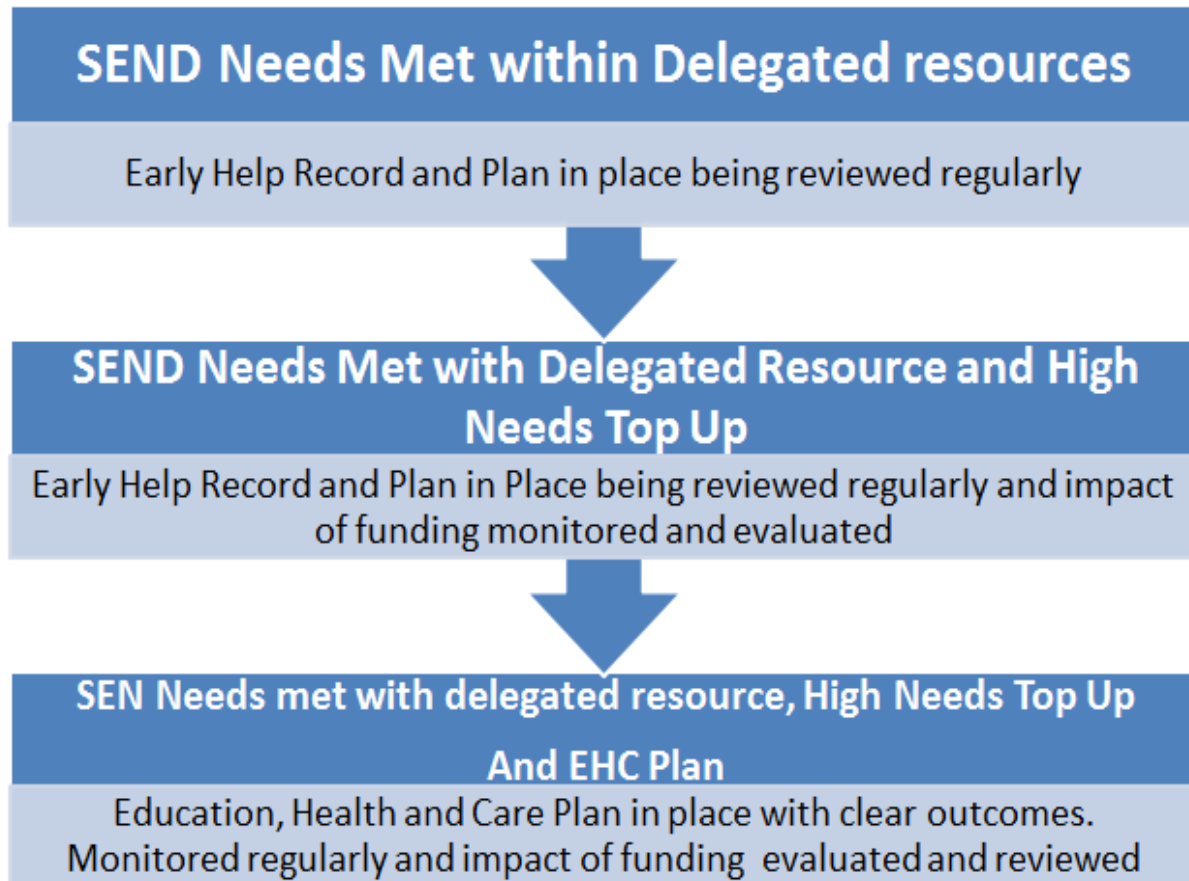 SEND Needs Met within Delegated resources
Early Help Record and Plan in place being reviewed regularly
SEND Needs Met with Delegated Resource and High
Needs Top Up
Early Help Record and Plan in Place being reviewed regularly and impact
of funding monitored and evaluated
SEN Needs met with delegated resource, High Needs Top Up
And EHC Plan
Education, Health and Care Plan in place with clear outcomes.
Monitored regularly and impact of funding evaluated and reviewed